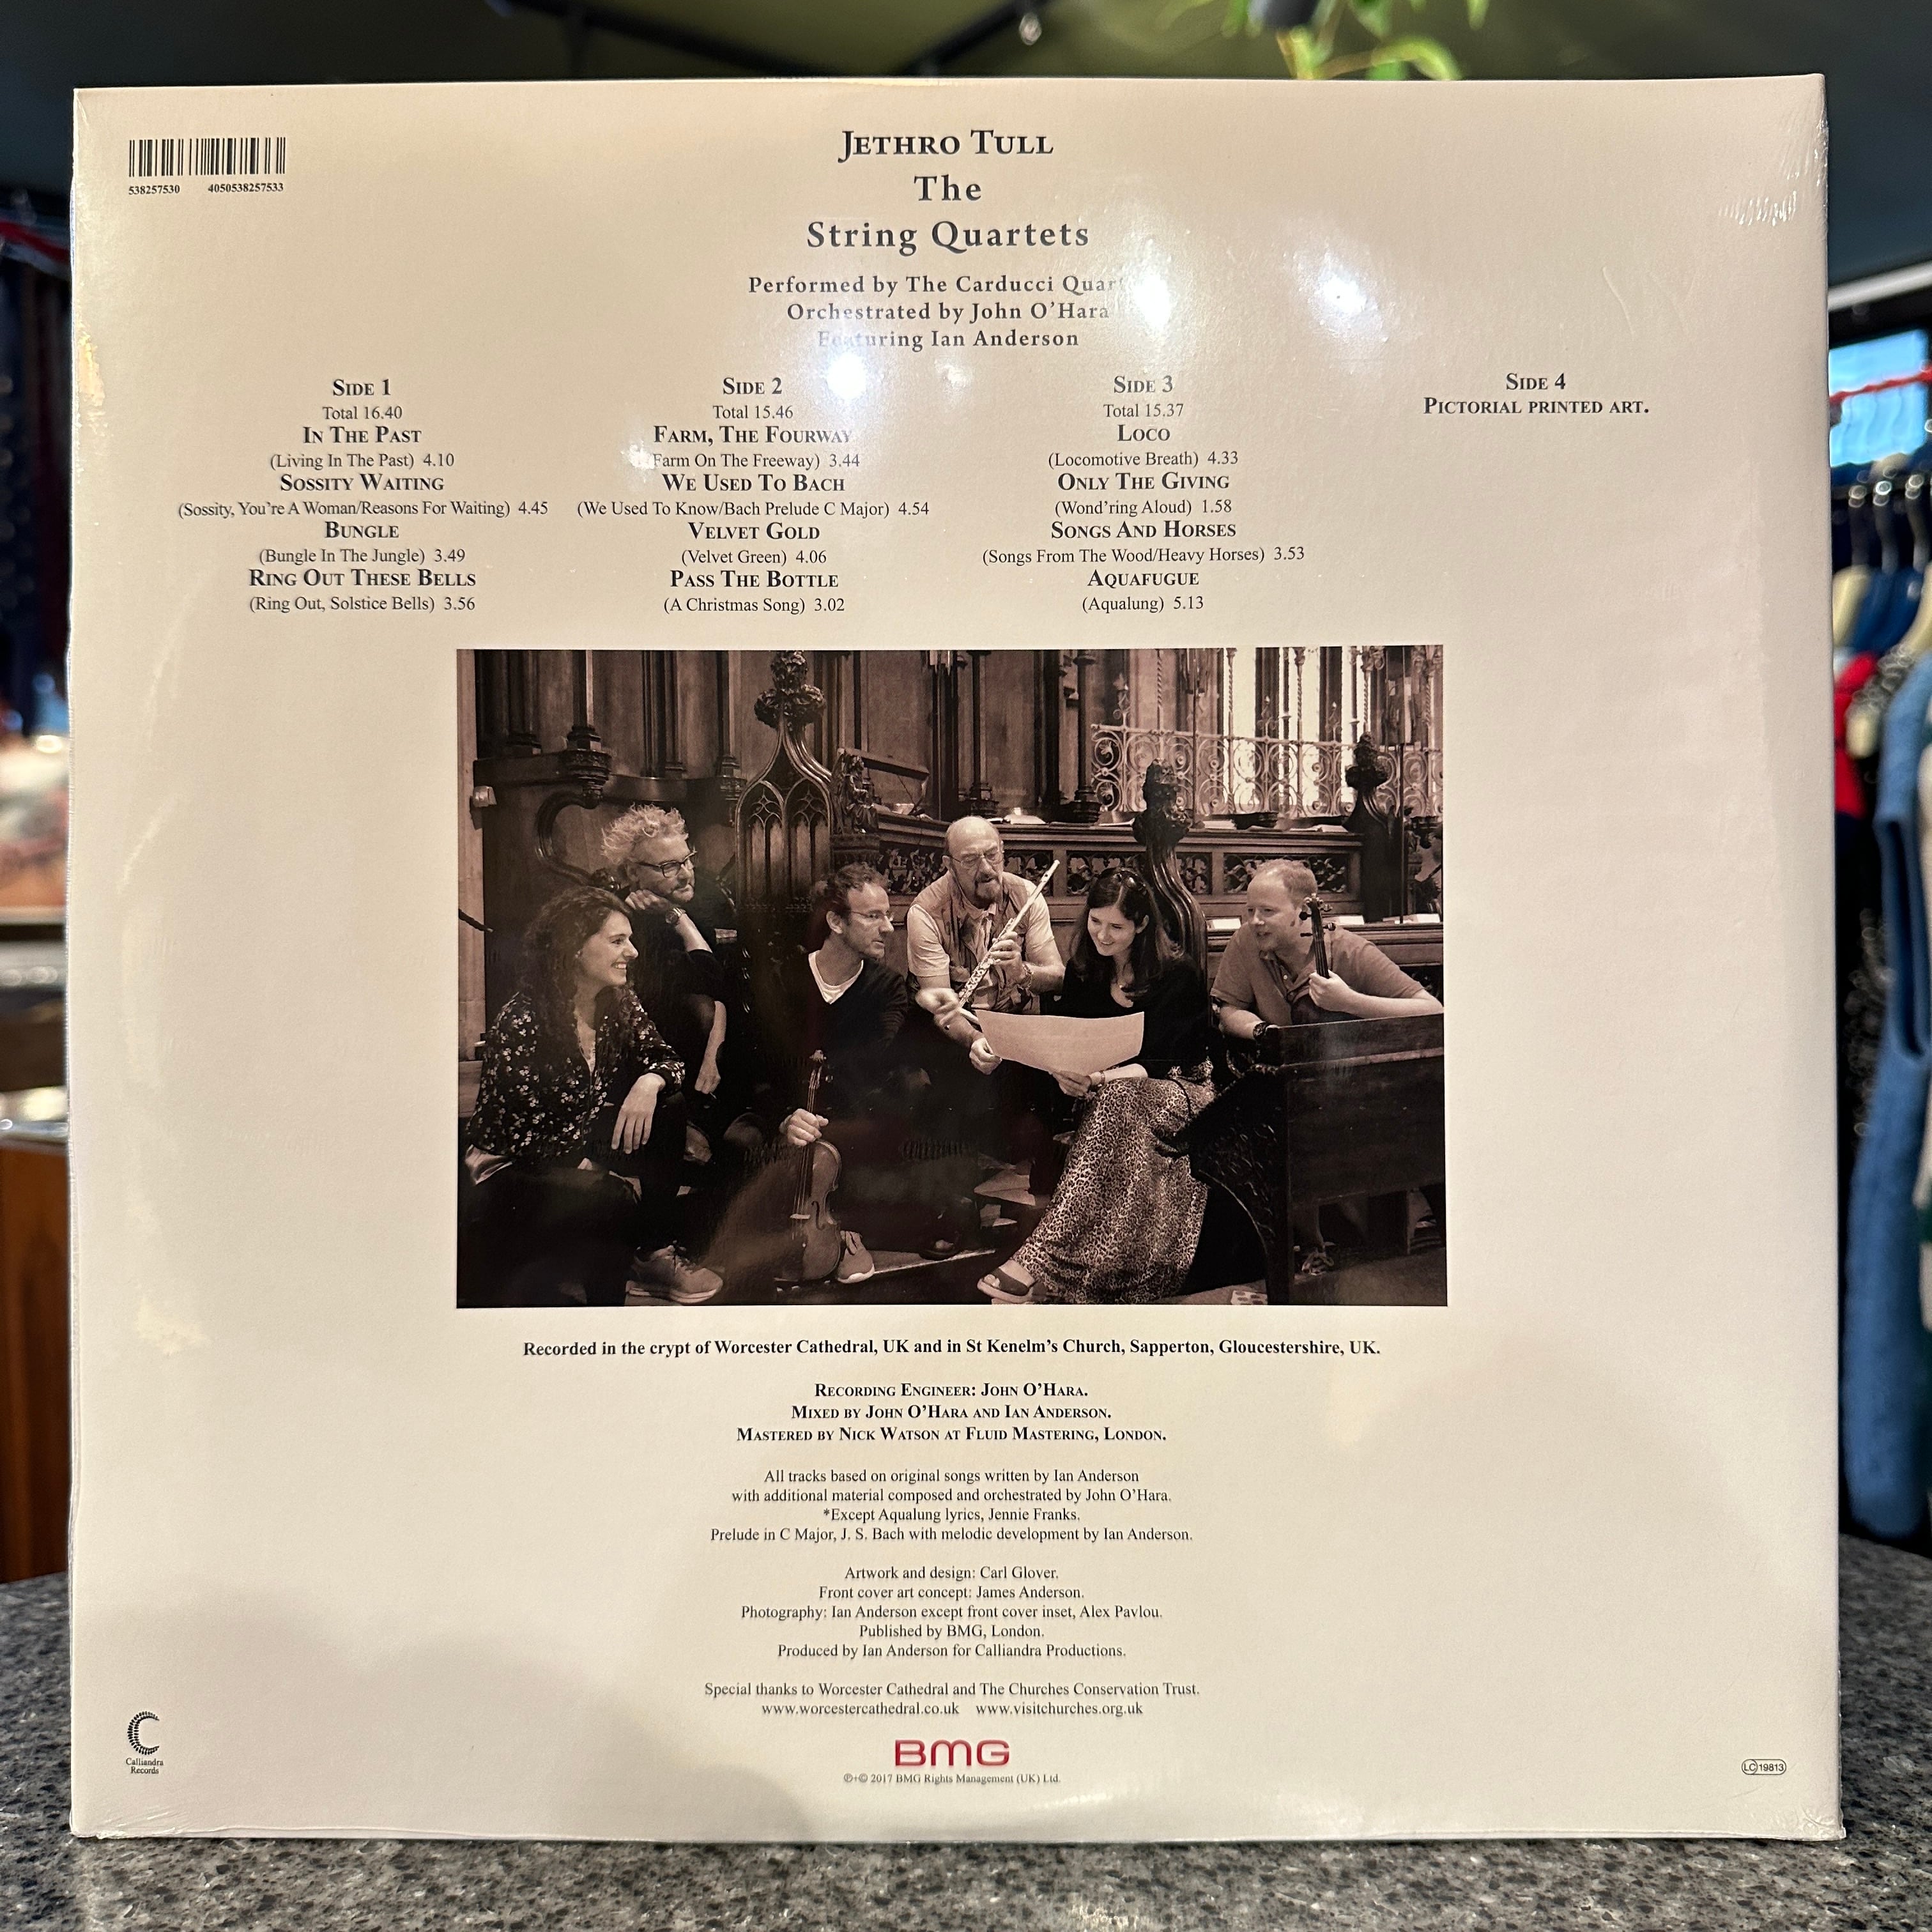 538257530 4050538257533
Jethro Tull
The
String Quartets
Performed by The Carducci
Orchestrated by John O'Hara
Featuring Ian Anderson
Side 1
Total 16.40
In The Past
(Living In The Past) 4.10
Sossity Waiting
(Sossity, You're A Woman/Reasons For Waiting) 4.45
Bungle
(Bungle In The Jungle) 3.49
Ring Out These Bells
(Ring Out, Solstice Bells) 3.56
Side 2
Total 15.46
Farm, The Fourway
(Farm On The Freeway) 3.44
We Used To Bach
(We Used To Know/Bach Prelude C Major) 4.54
Velvet Gold
(Velvet Green) 4.06
Pass The Bottle
(A Christmas Song) 3.02
Side 3
Total 15.37
Loco
(Locomotive Breath) 4.33
Only The Giving
(Wond'ring Aloud) 1.58
Songs And Horses
(Songs From The Wood/Heavy Horses) 3.53
Aquafugue
(Aqualung) 5.13
Side 4
Pictorial printed art.
Recorded in the crypt of Worcester Cathedral, UK and in St Kenelm's Church, Sapperton, Gloucestershire, UK.
Recording Engineer: John O'Hara.
Mixed by John O'Hara and Ian Anderson.
Mastered by Nick Watson at Fluid Mastering, London.
All tracks based on original songs written by Ian Anderson
with additional material composed and orchestrated by John O'Hara.
*Except Aqualung lyrics, Jennie Franks.
Prelude in C Major, J. S. Bach with melodic development by Ian Anderson.
Artwork and design: Carl Glover.
Front cover art concept: James Anderson.
Photography: Ian Anderson except front cover inset, Alex Pavlou.
Published by BMG, London.
Produced by Ian Anderson for Calliandra Productions.
Special thanks to Worcester Cathedral and The Churches Conservation Trust.
www.worcestercathedral.co.uk www.visitchurches.org.uk
BMG
℗+© 2017 BMG Rights Management (UK) Ltd.
Calliandra
Records
LC 19813